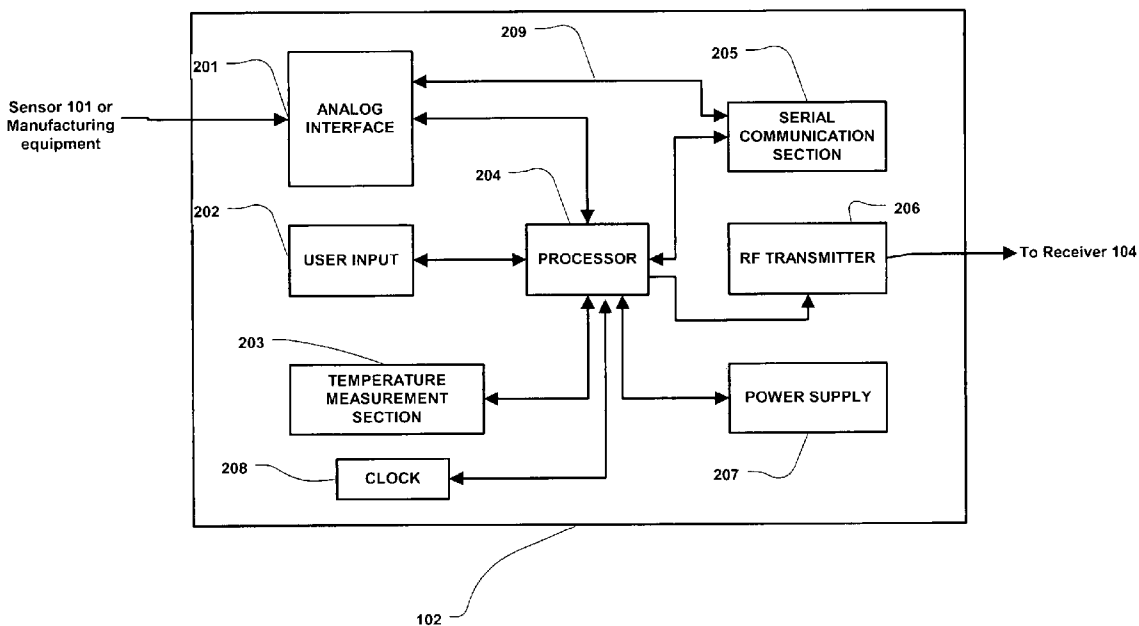 209
205
201
Sensor 101 or
Manufacturing
equipment
ANALOG
INTERFACE
SERIAL
COMMUNICATION
SECTION
204
202
206
USER INPUT
PROCESSOR
RF TRANSMITTER
To Receiver 104
203
TEMPERATURE
MEASUREMENT
SECTION
POWER SUPPLY
208
CLOCK
207
102